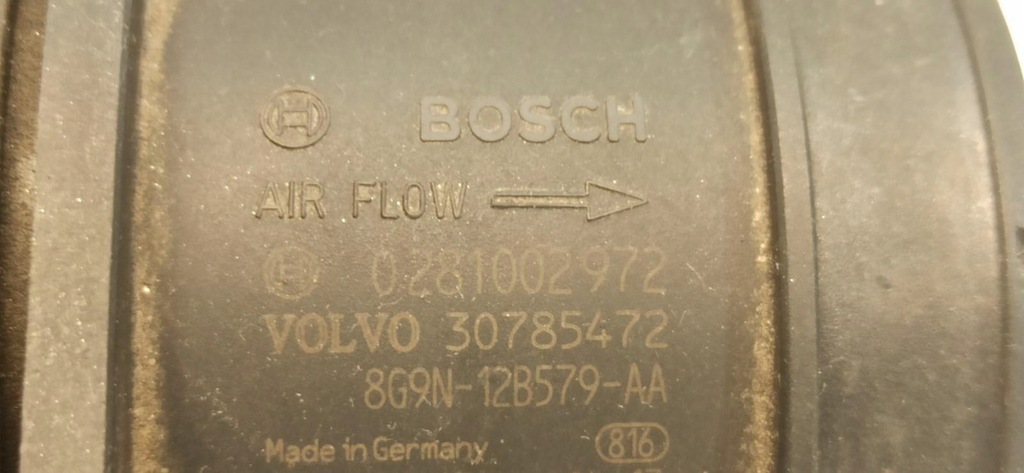 BOSCH
AIR FLOW
0281002972
VOLVO 30785472
8G9N-12B579-AA
Made in Germany 816